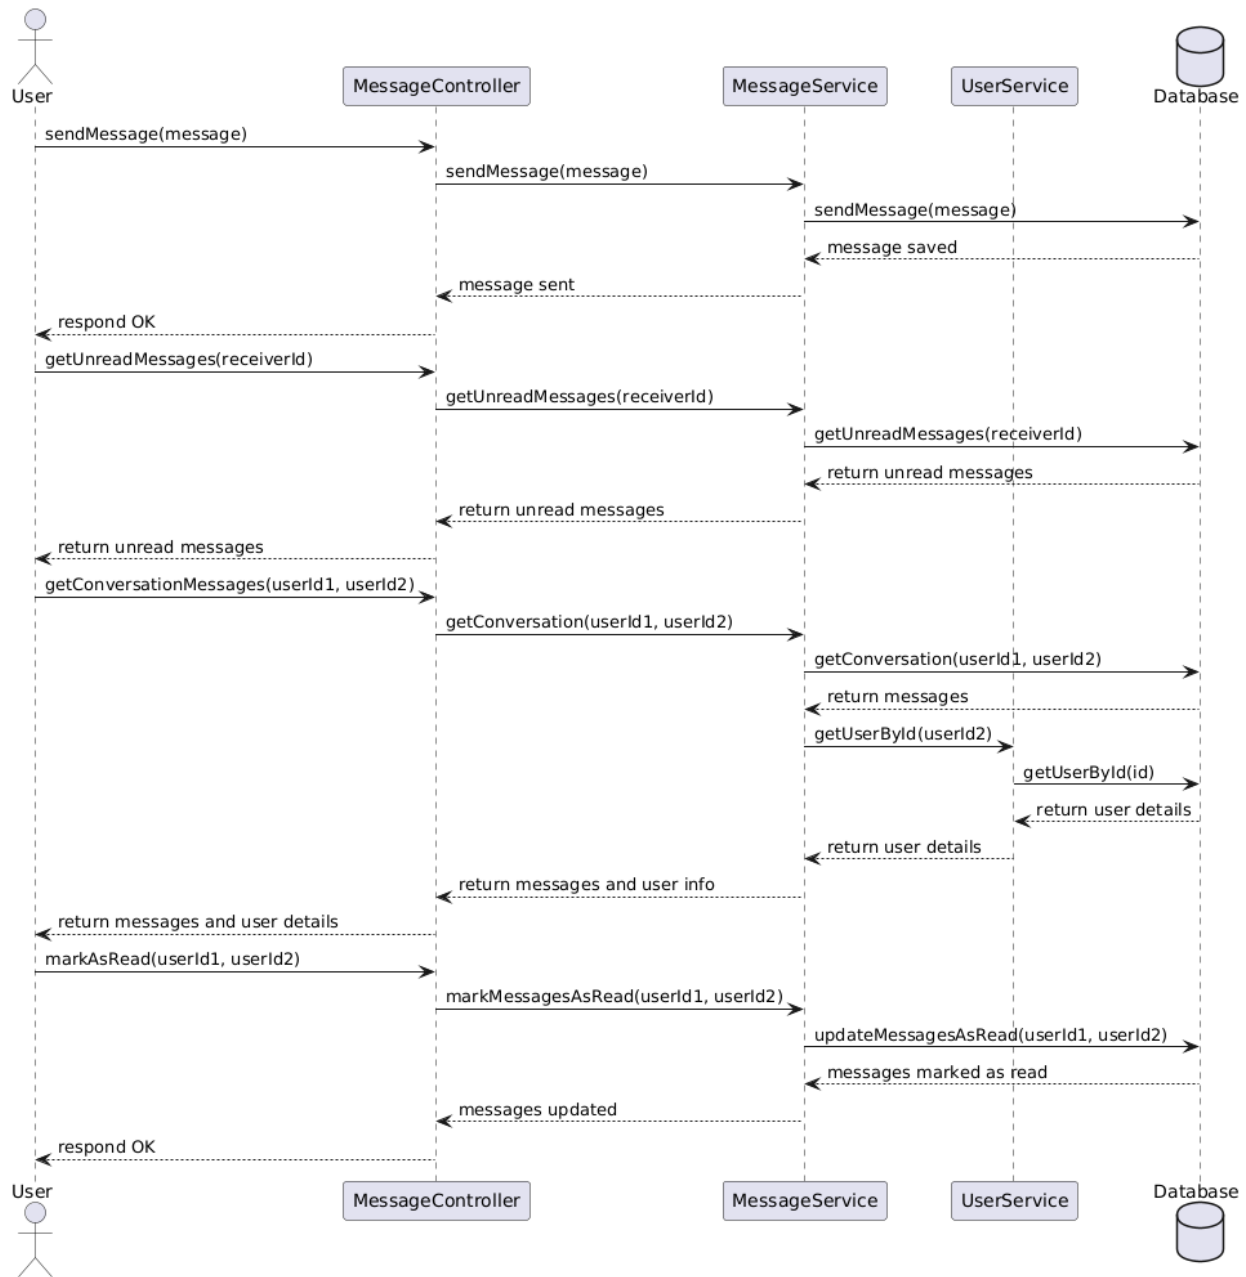 User
MessageController
MessageService
UserService
Database
sendMessage(message)
sendMessage(message)
sendMessage(message)
message saved
message sent
respond OK
getUnreadMessages(receiverId)
getUnreadMessages(receiverId)
getUnreadMessages(receiverId)
return unread messages
return unread messages
return unread messages
getConversationMessages(userId1, userId2)
getConversation(userId1, userId2)
getConversation(userId1, userId2)
return messages
getUserById(userId2)
getUserById(id)
return user details
return user details
return messages and user info
return messages and user details
markAsRead(userId1, userId2)
markMessagesAsRead(userId1, userId2)
updateMessagesAsRead(userId1, userId2)
messages marked as read
messages updated
respond OK
User
MessageController
MessageService
UserService
Database